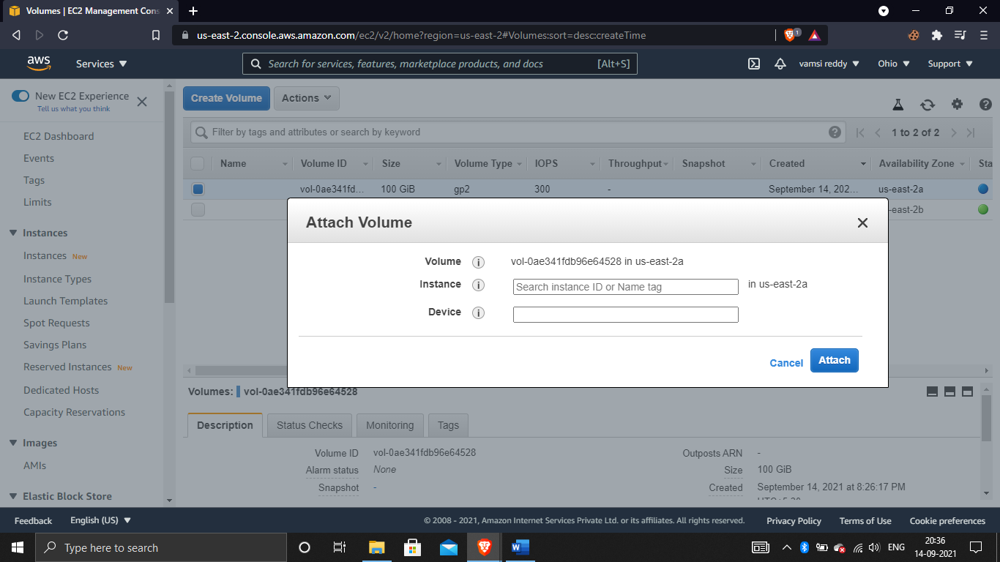 Volumes | EC2 Management Cons
us-east-2.console.aws.amazon.com/ec2/v2/home?region=us-east-2#Volumes:sort=desc:createTime
1
aws
Services
Search for services, features, marketplace products, and docs
[Alt+S]
vamsi reddy
Ohio
Support
New EC2 Experience
Tell us what you think
EC2 Dashboard
Events
Tags
Limits
Instances
Instances New
Instance Types
Launch Templates
Spot Requests
Savings Plans
Reserved Instances New
Dedicated Hosts
Capacity Reservations
Images
AMIs
Elastic Block Store
Create Volume
Actions
Filter by tags and attributes or search by keyword
1 to 2 of 2
Name Volume ID Size Volume Type IOPS Throughput Snapshot Created Availability Zone Sta
vol-0ae341fd... 100 GiB gp2 300 - September 14, 202... us-east-2a
-east-2b
Attach Volume
Volume i vol-0ae341fdb96e64528 in us-east-2a
Instance i Search instance ID or Name tag in us-east-2a
Device i
Cancel Attach
Volumes: vol-0ae341fdb96e64528
Description Status Checks Monitoring Tags
Volume ID vol-0ae341fdb96e64528
Alarm status None
Snapshot -
Outposts ARN -
Size 100 GiB
Created September 14, 2021 at 8:26:17 PM
Feedback English (US) © 2008 - 2021, Amazon Internet Services Private Ltd. or its affiliates. All rights reserved. Privacy Policy Terms of Use Cookie preferences
Type here to search
ENG
20:36
14-09-2021